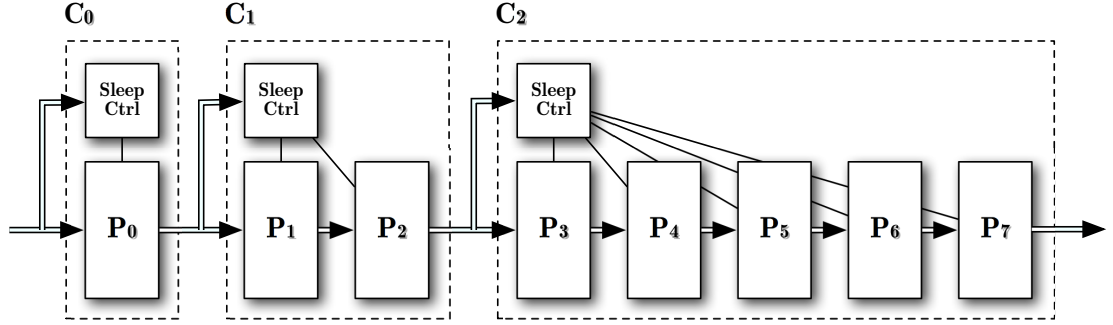 C₀
C₁
C₂
Sleep
Ctrl
Sleep
Ctrl
Sleep
Ctrl
P₀
P₁
P₂
P₃
P₄
P₅
P₆
P₇